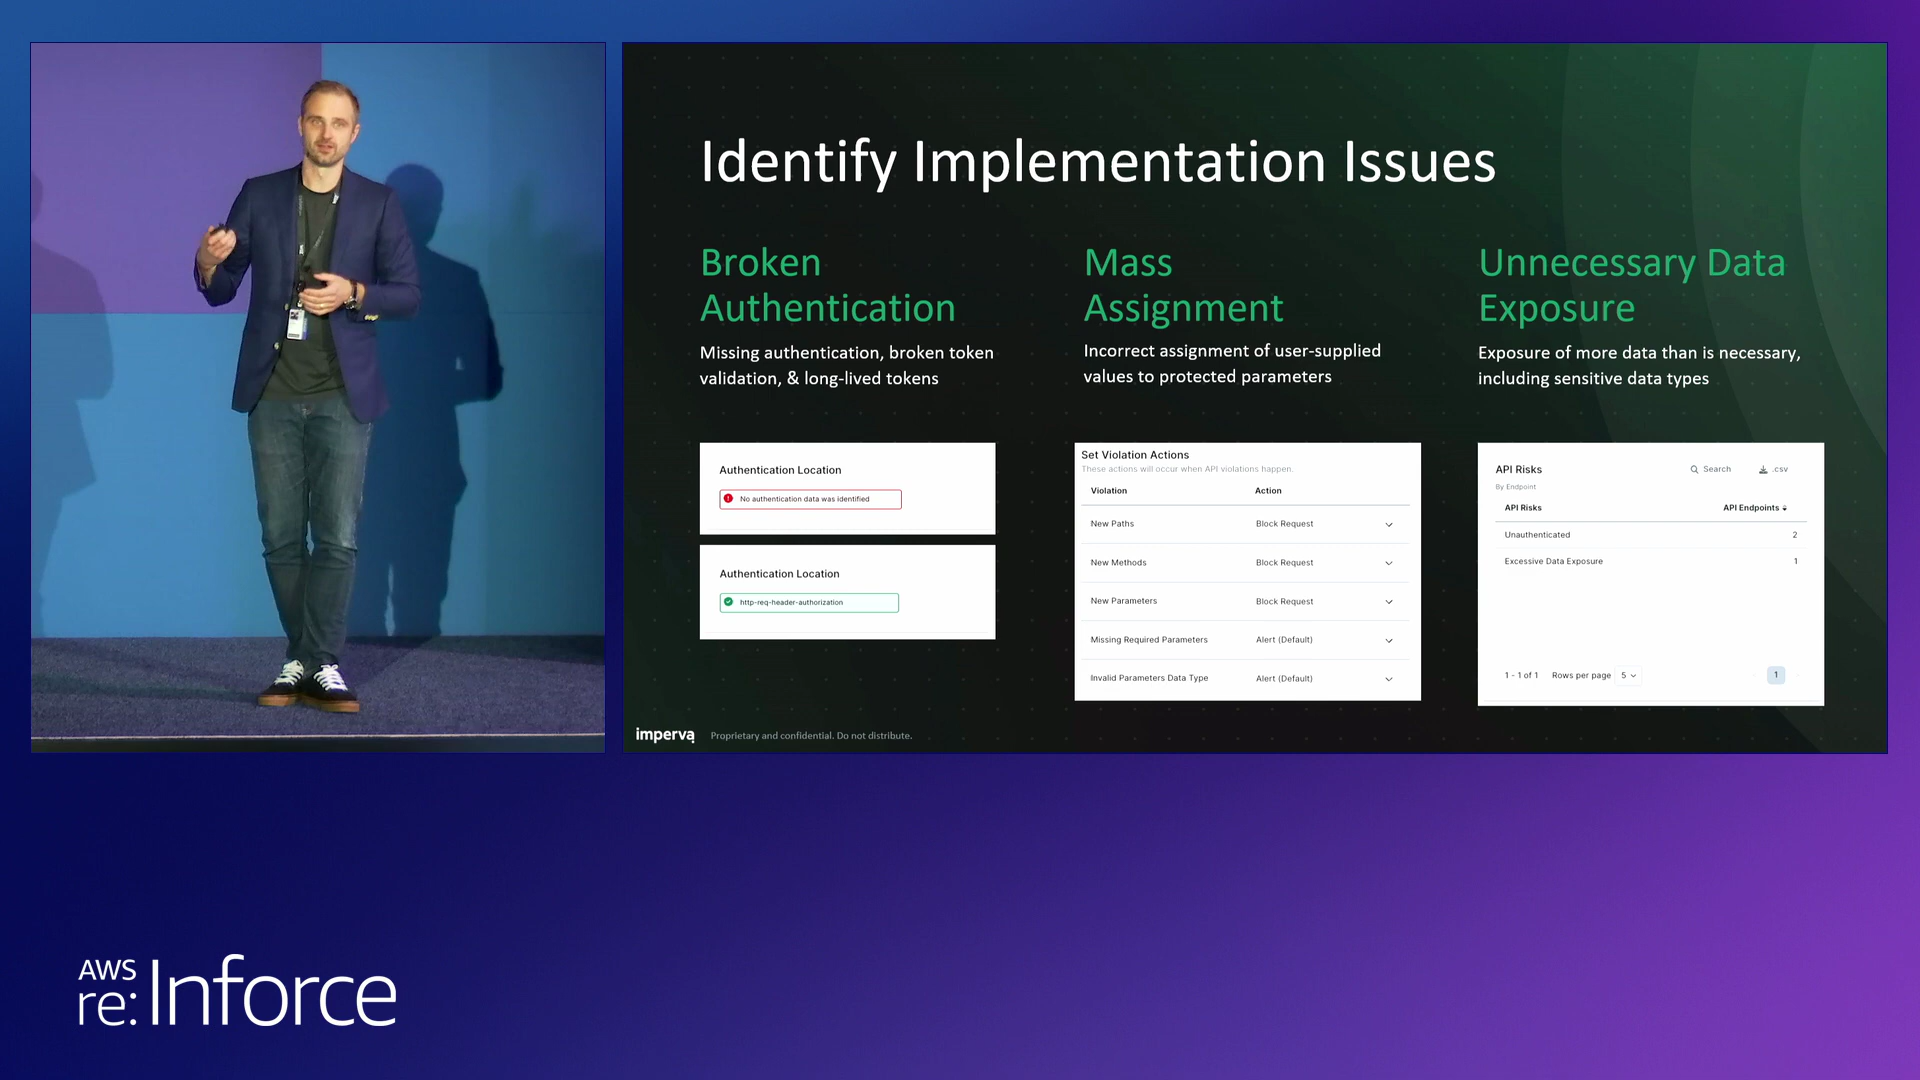 Identify Implementation Issues
Broken
Authentication
Missing authentication, broken token
validation, & long-lived tokens
Authentication Location
No authentication data was identified
Authentication Location
http-req-header-authorization
Mass
Assignment
Incorrect assignment of user-supplied
values to protected parameters
Set Violation Actions
These actions will occur when API violations happen.
Violation Action
New Paths Block Request
New Methods Block Request
New Parameters Block Request
Missing Required Parameters Alert (Default)
Invalid Parameters Data Type Alert (Default)
Unnecessary Data
Exposure
Exposure of more data than is necessary,
including sensitive data types
API Risks Search .csv
By Endpoint
API Risks API Endpoints
Unauthenticated 2
Excessive Data Exposure 1
1 - 1 of 1 Rows per page 5 1
imperva Proprietary and confidential. Do not distribute.
AWS
re:Inforce